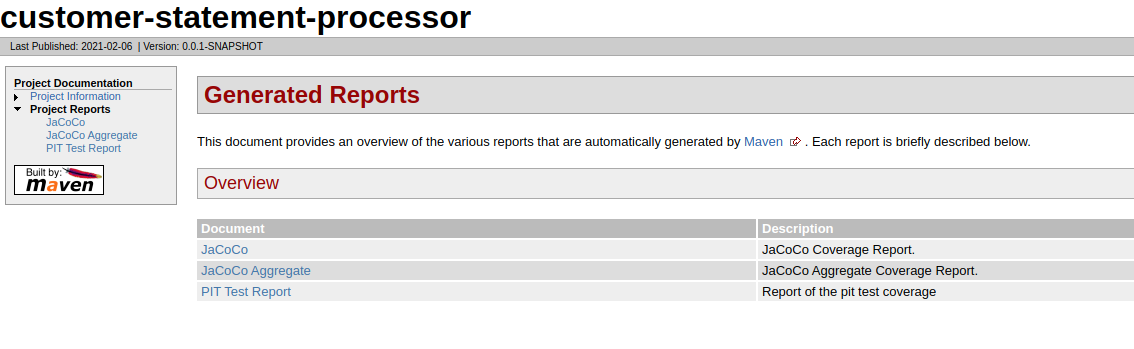 customer-statement-processor
Last Published: 2021-02-06 | Version: 0.0.1-SNAPSHOT
Project Documentation
Project Information
Project Reports
JaCoCo
JaCoCo Aggregate
PIT Test Report
Built by:
maven
Generated Reports
This document provides an overview of the various reports that are automatically generated by Maven . Each report is briefly described below.
Overview
Document Description
JaCoCo JaCoCo Coverage Report.
JaCoCo Aggregate JaCoCo Aggregate Coverage Report.
PIT Test Report Report of the pit test coverage